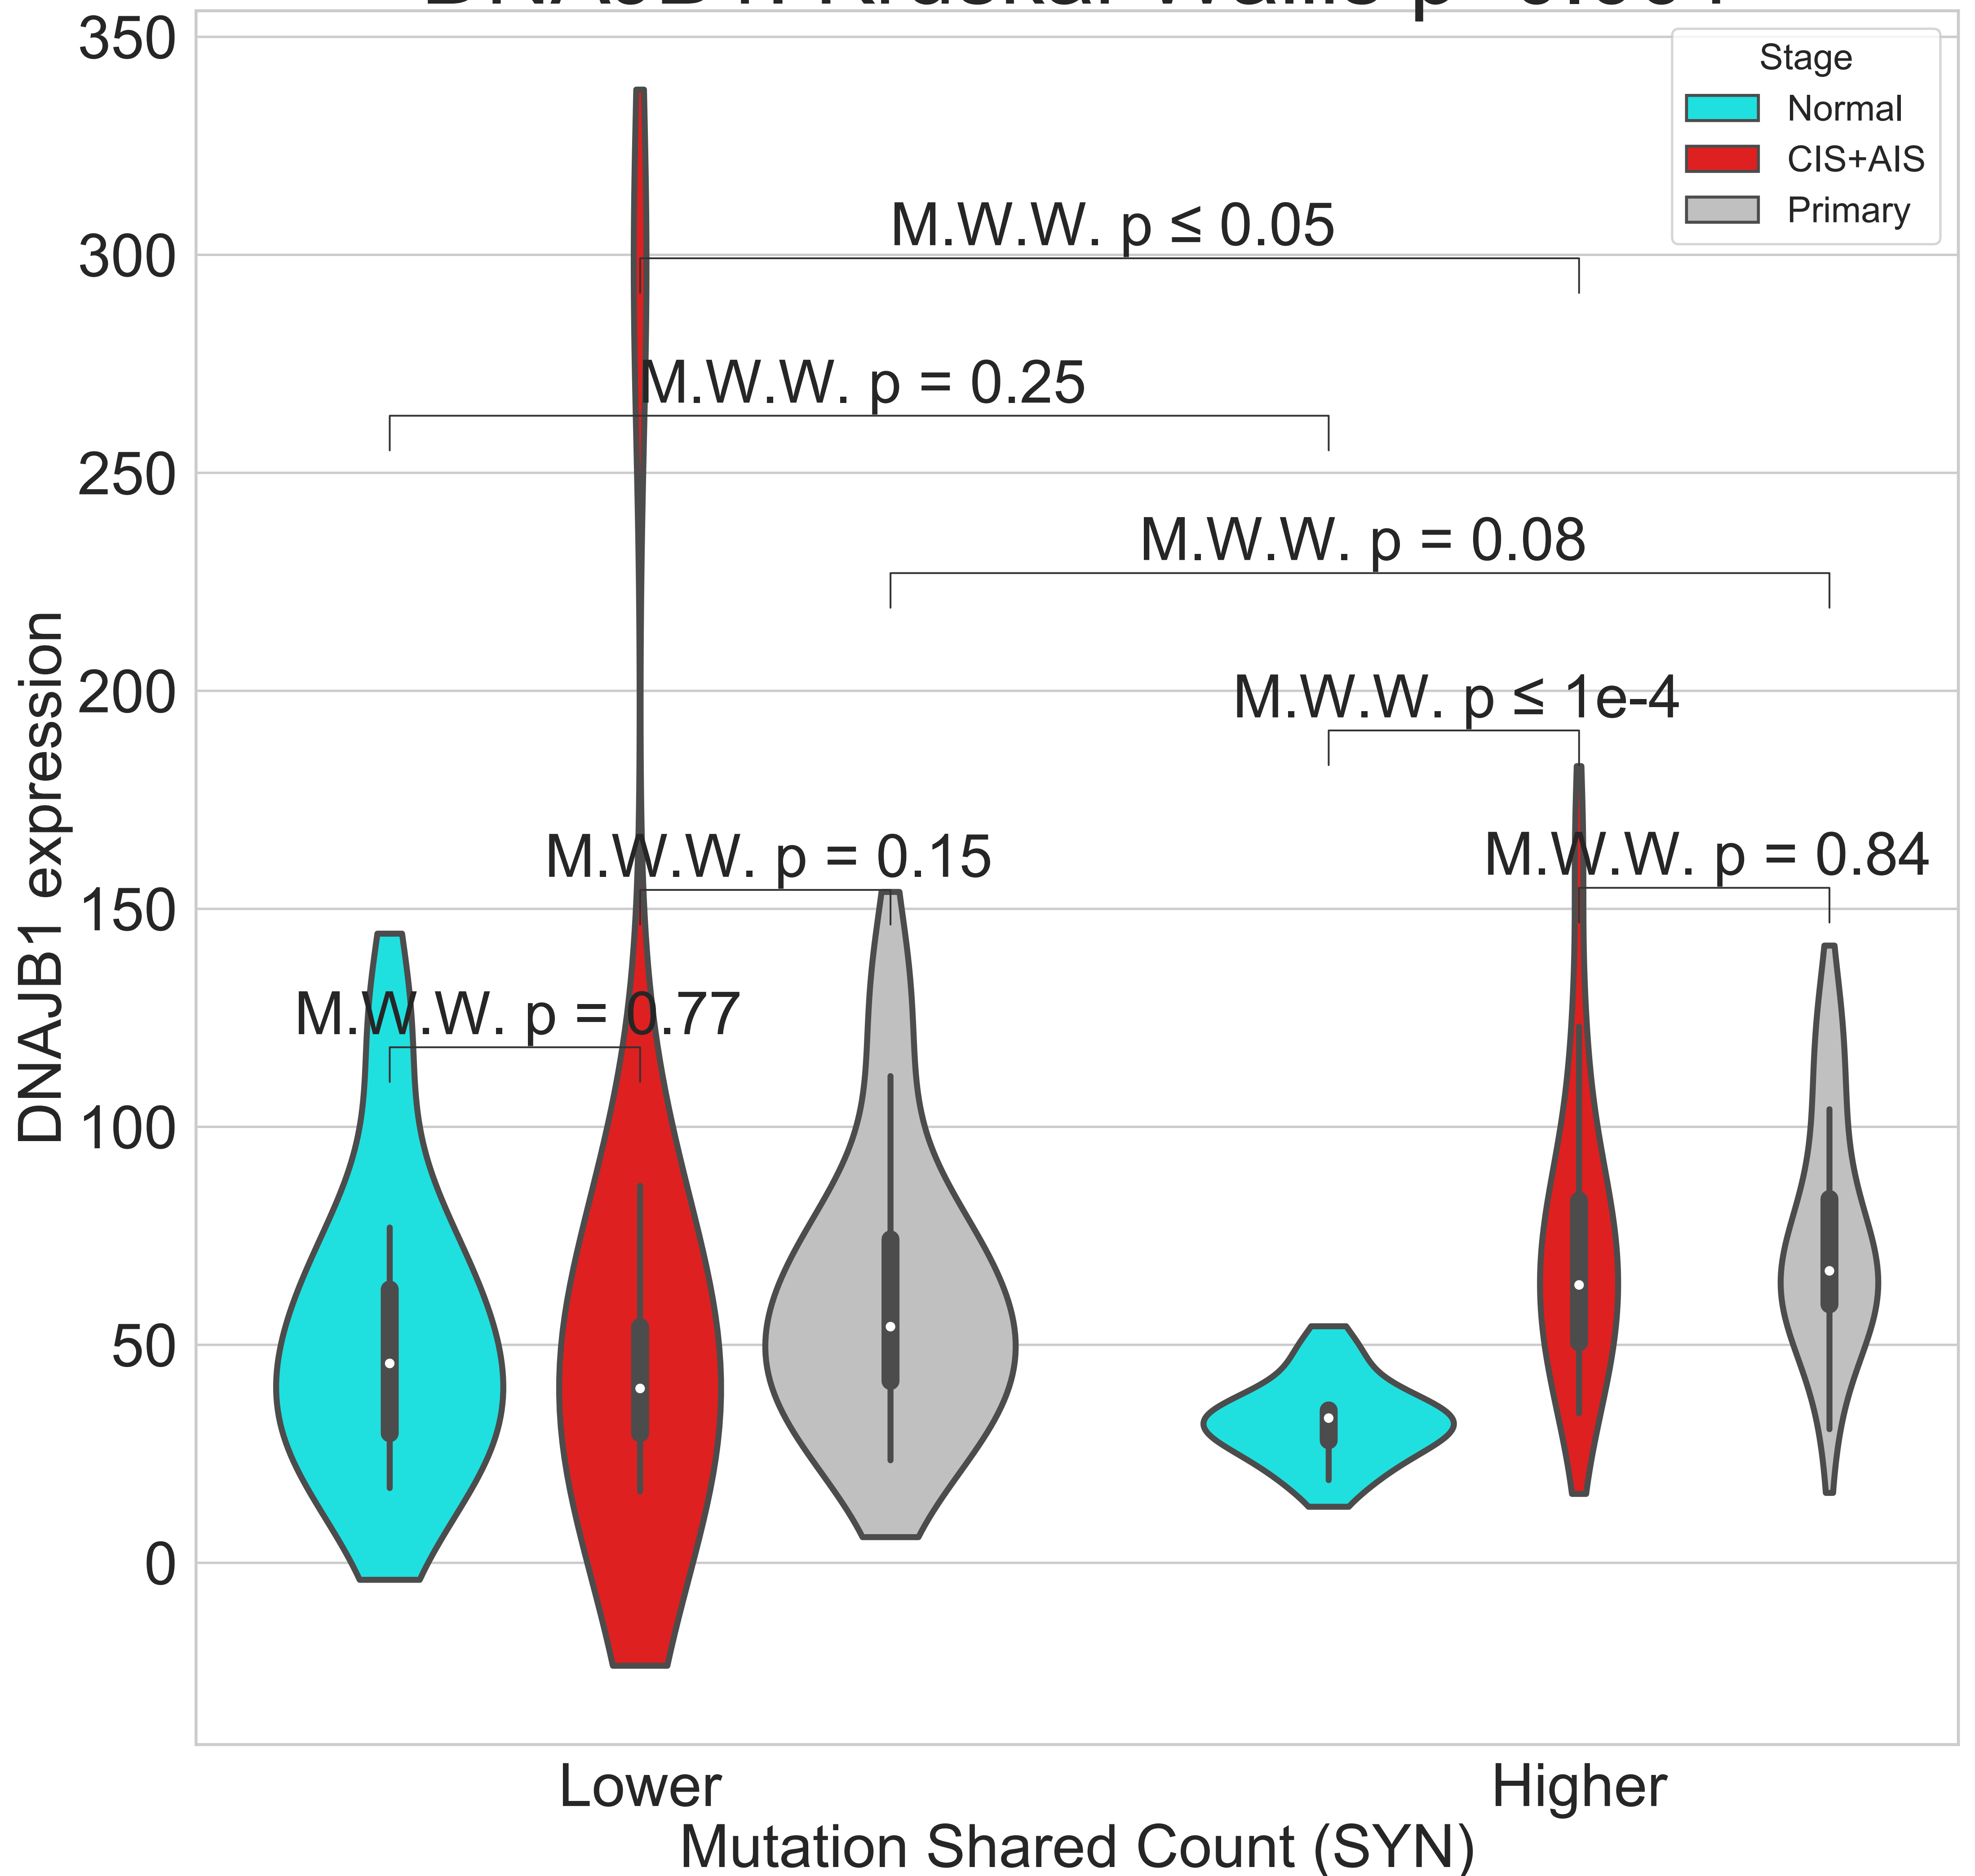 350
Stage
Normal
CIS+AIS
Primary
M.W.W. p ≤ 0.05
300
M.W.W. p = 0.25
250
M.W.W. p = 0.08
200
M.W.W. p ≤ 1e-4
M.W.W. p = 0.15
M.W.W. p = 0.84
150
M.W.W. p = 0.77
100
50
0
DNAJB1 expression
Lower
Higher
Mutation Shared Count (SYN)